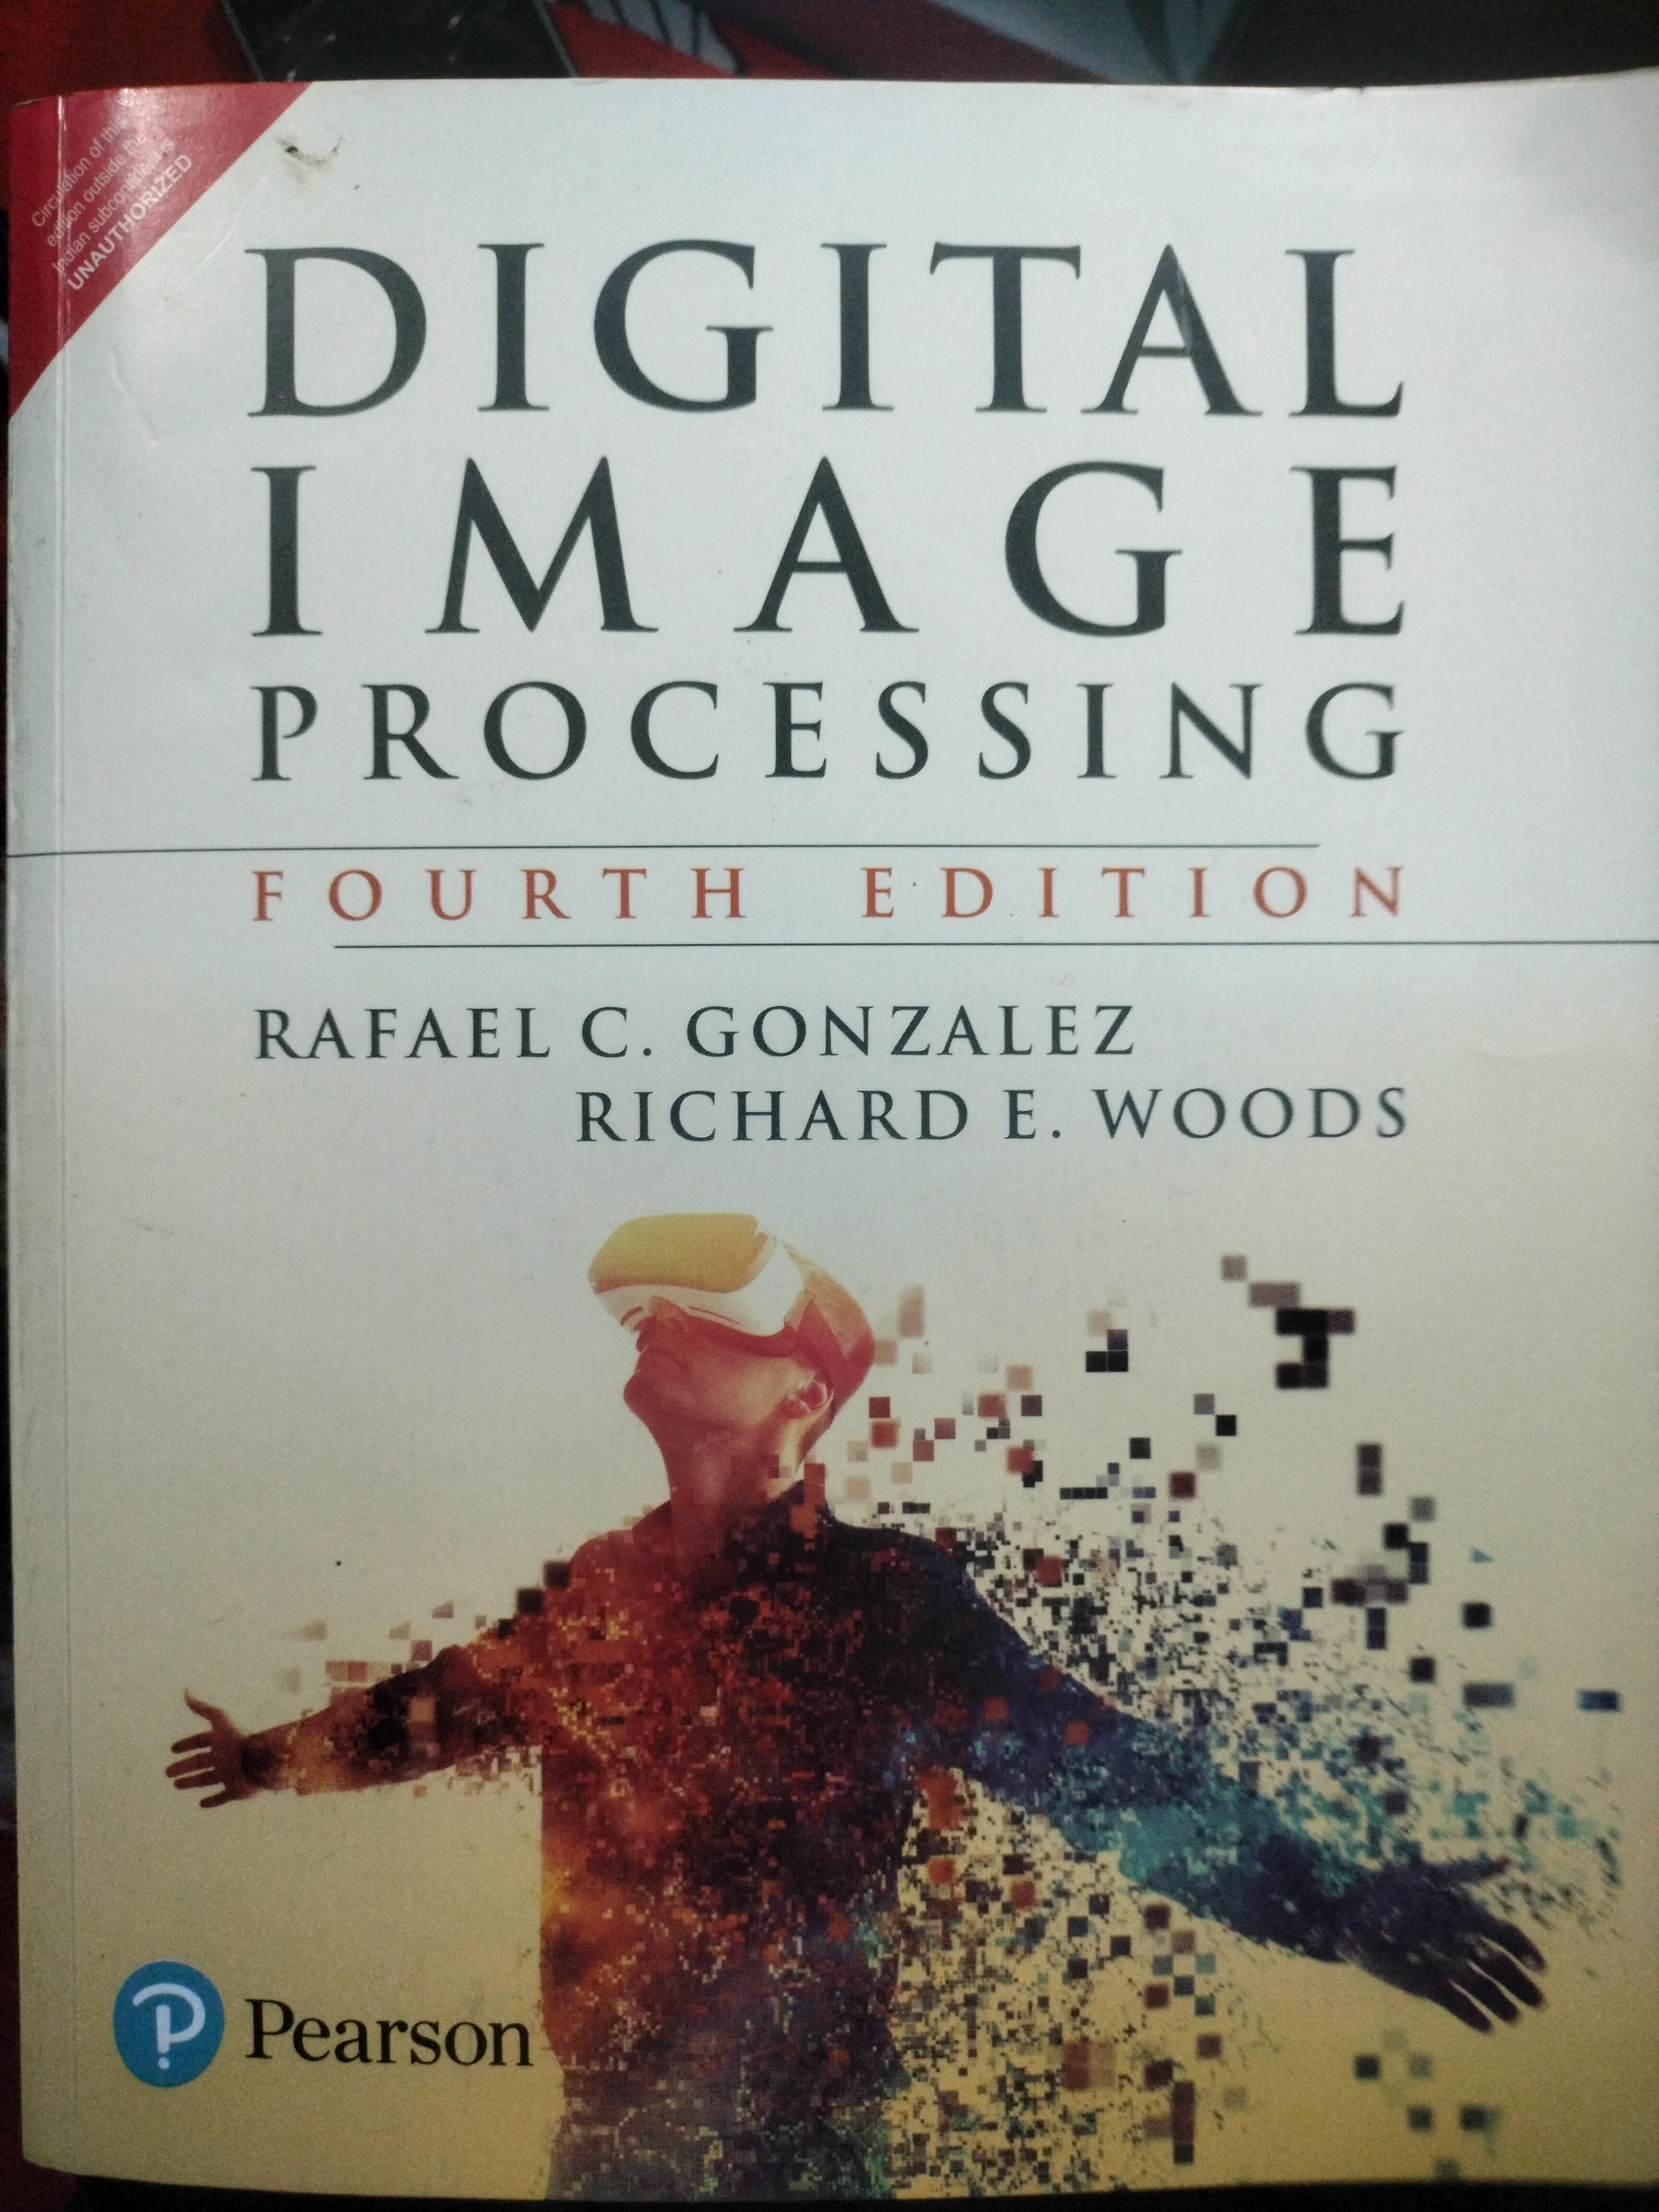 Circulation of this
edition outside the
Indian subcontinent is
UNAUTHORIZED
DIGITAL
IMAGE
PROCESSING
FOURTH EDITION
RAFAEL C. GONZALEZ
RICHARD E. WOODS
P
Pearson